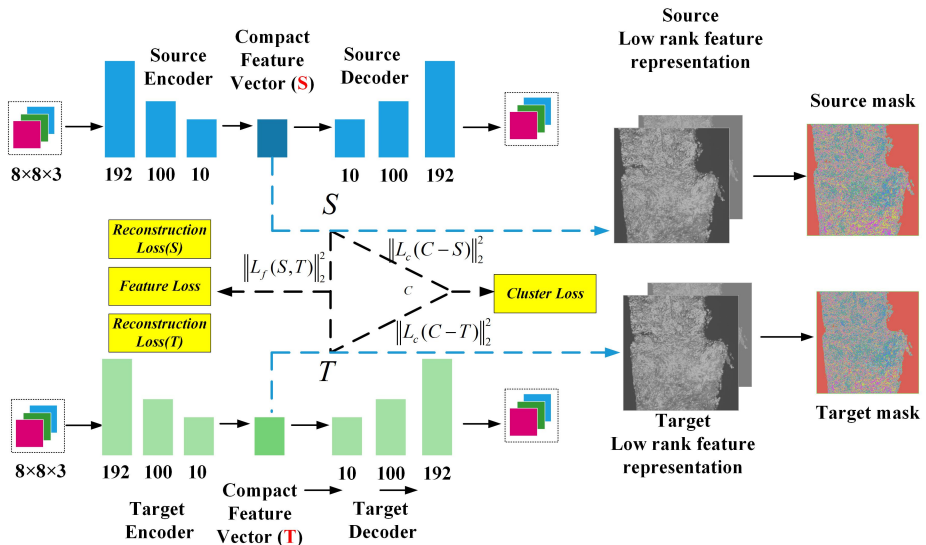 Source
Low rank feature
representation
Source
Encoder
Compact
Feature
Vector (S)
Source
Decoder
Source mask
8×8×3
192 100 10
10 100 192
S
Reconstruction
Loss(S)
Feature Loss
Reconstruction
Loss(T)
‖L_f(S,T)‖₂²
‖L_c(C−S)‖₂²
C
Cluster Loss
‖L_c(C−T)‖₂²
T
8×8×3
192 100 10
10 100 192
Target
Encoder
Compact
Feature
Vector (T)
Target
Decoder
Target
Low rank feature
representation
Target mask